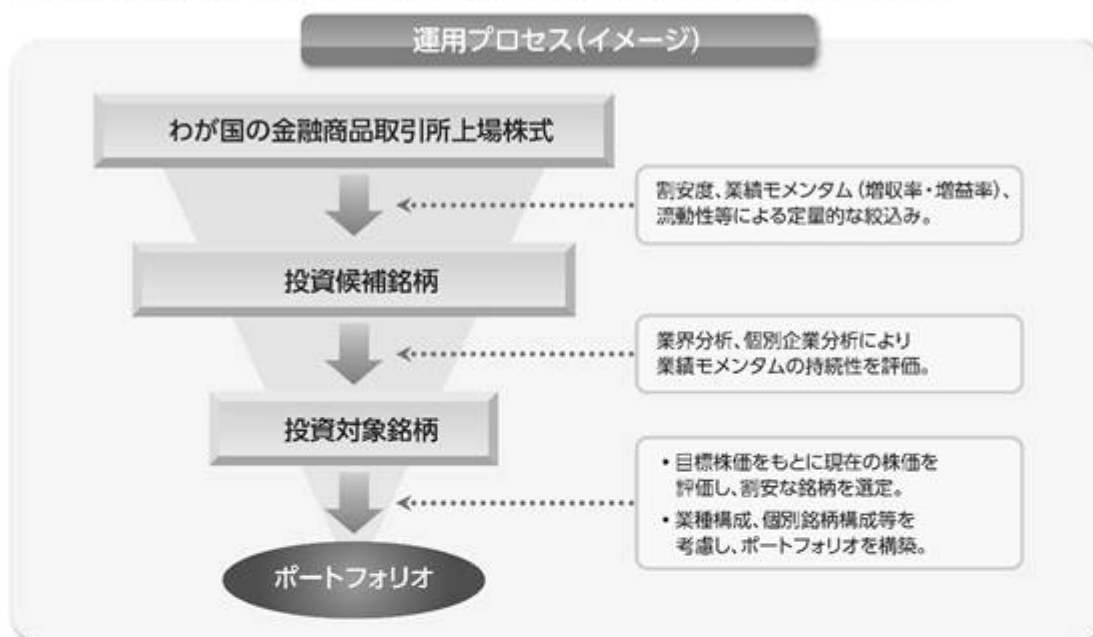 運用プロセス(イメージ)
わが国の金融商品取引所上場株式
割安度、業績モメンタム(増収率・増益率)、
流動性等による定量的な絞込み。
投資候補銘柄
業界分析、個別企業分析により
業績モメンタムの持続性を評価。
投資対象銘柄
・目標株価をもとに現在の株価を
評価し、割安な銘柄を選定。
・業種構成、個別銘柄構成等を
考慮し、ポートフォリオを構築。
ポートフォリオ